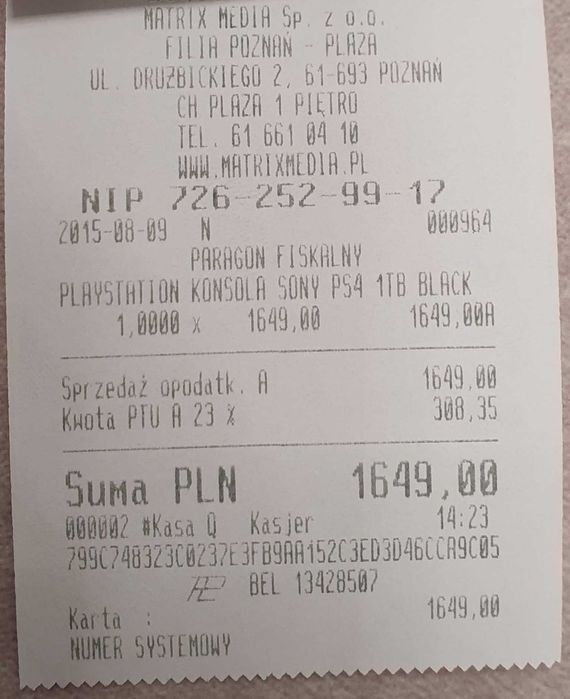 MATRIX MEDIA Sp. z o.o.
FILIA POZNAŃ - PLAZA
UL. DRUŻBICKIEGO 2, 61-693 POZNAŃ
CH PLAZA 1 PIĘTRO
TEL. 61 661 04 10
WWW.MATRIXMEDIA.PL
NIP 726-252-99-17
2015-08-09 N 000964
PARAGON FISKALNY
PLAYSTATION KONSOLA SONY PS4 1TB BLACK
1,0000 x 1649,00 1649,00A
Sprzedaż opodatk. A 1649,00
Kwota PTU A 23 % 308,35
Suma PLN 1649,00
000002 #Kasa Q Kasjer 14:23
799C748323C0237E3FB9AA152C3ED3D46CCA9C05
BEL 13428507
Karta : 1649,00
NUMER SYSTEMOWY